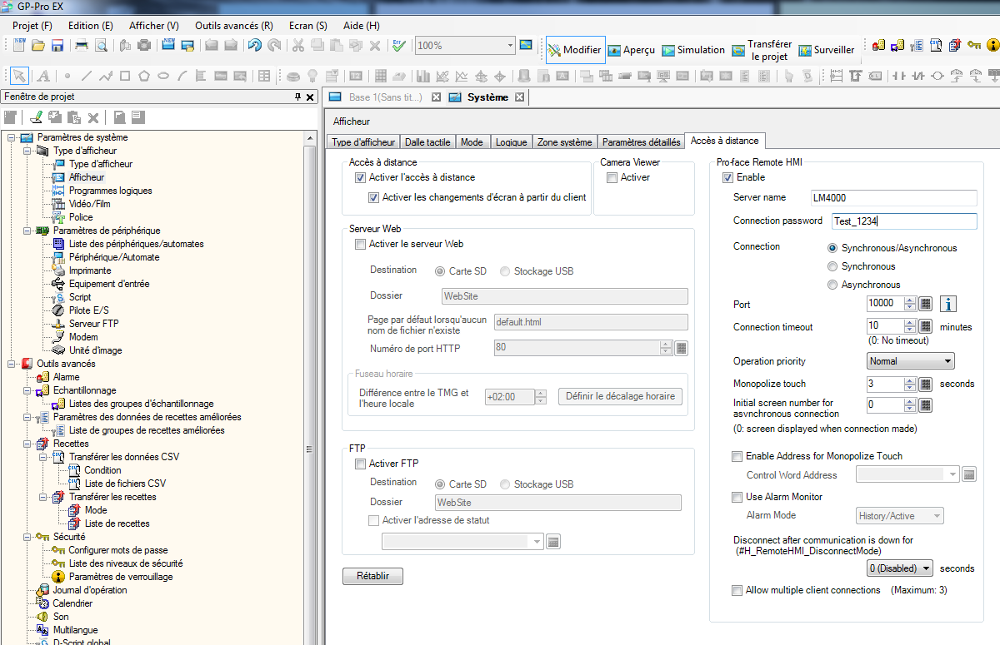 GP-Pro EX
Projet (F) Edition (E) Afficher (V) Outils avancés (R) Ecran (S) Aide (H)
100% Modifier Aperçu Simulation Transférer le projet Surveiller
Fenêtre de projet
Base 1(Sans tit...) Système
Paramètres de système
Type d'afficheur
Type d'afficheur
Afficheur
Programmes logiques
Vidéo/Film
Police
Paramètres de périphérique
Liste des périphériques/automates
Périphérique/Automate
Imprimante
Equipement d'entrée
Script
Pilote E/S
Serveur FTP
Modem
Unité d'image
Outils avancés
Alarme
Echantillonnage
Listes des groupes d'échantillonnage
Paramètres des données de recettes améliorées
Liste de groupes de recettes améliorées
Recettes
Transférer les données CSV
Condition
Liste de fichiers CSV
Transférer les recettes
Mode
Liste de recettes
Sécurité
Configurer mots de passe
Liste des niveaux de sécurité
Paramètres de verrouillage
Journal d'opération
Calendrier
Son
Multilangue
D-Script global
Afficheur
Type d'afficheur Dalle tactile Mode Logique Zone système Paramètres détaillés Accès à distance
Accès à distance
Activer l'accès à distance
Activer les changements d'écran à partir du client
Camera Viewer
Activer
Serveur Web
Activer le serveur Web
Destination Carte SD Stockage USB
Dossier WebSite
Page par défaut lorsqu'aucun
nom de fichier n'existe default.html
Numéro de port HTTP 80
Fuseau horaire
Différence entre le TMG et
l'heure locale +02:00 Définir le décalage horaire
FTP
Activer FTP
Destination Carte SD Stockage USB
Dossier WebSite
Activer l'adresse de statut
Rétablir
Pro-face Remote HMI
Enable
Server name LM4000
Connection password Test_1234
Connection Synchronous/Asynchronous
Synchronous
Asynchronous
Port 10000
Connection timeout 10 minutes
(0: No timeout)
Operation priority Normal
Monopolize touch 3 seconds
Initial screen number for
asynchronous connection 0
(0: screen displayed when connection made)
Enable Address for Monopolize Touch
Control Word Address
Use Alarm Monitor
Alarm Mode History/Active
Disconnect after communication is down for
(#H_RemoteHMI_DisconnectMode)
0 (Disabled) seconds
Allow multiple client connections (Maximum: 3)